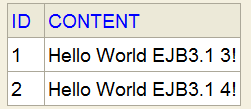 ID CONTENT
1 Hello World EJB3.1 3!
2 Hello World EJB3.1 4!